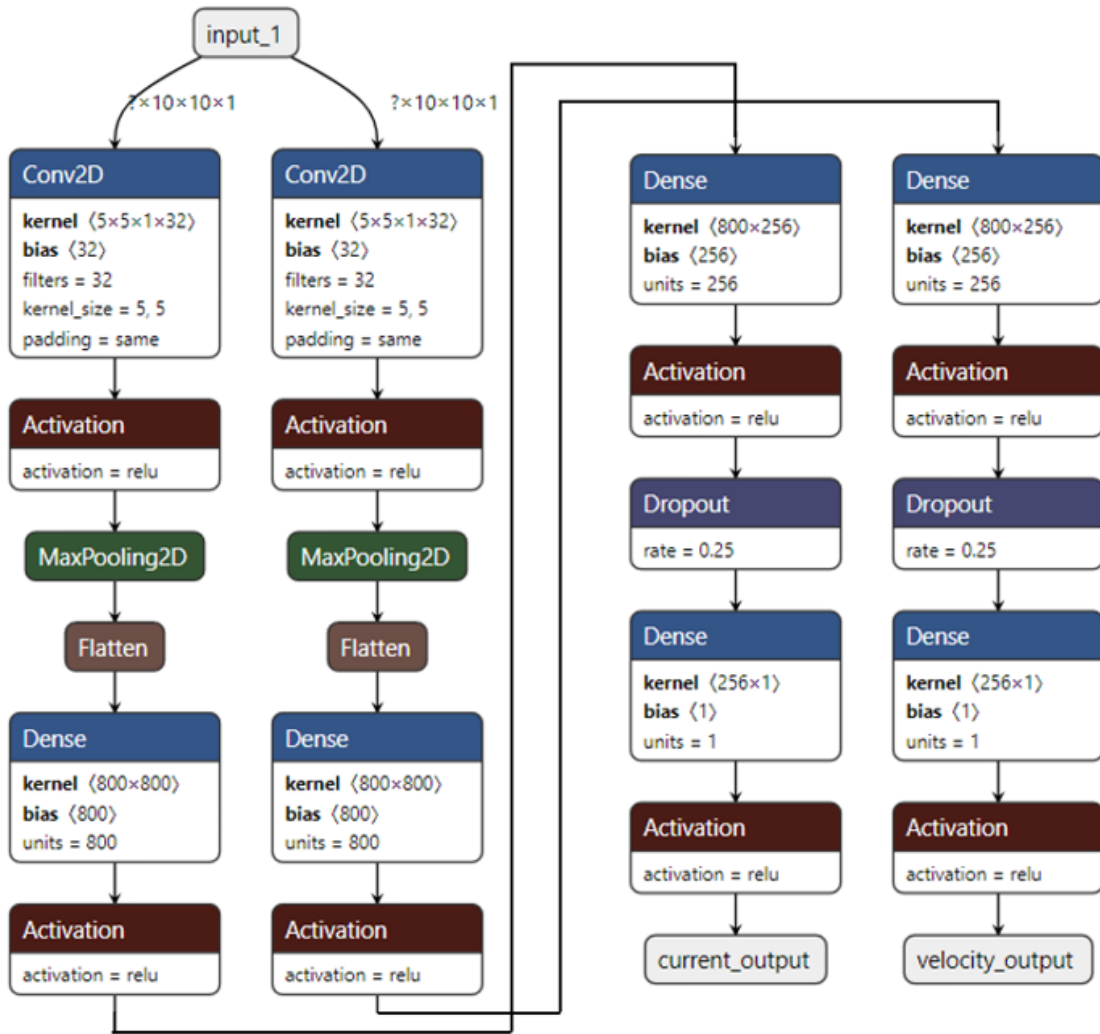 input_1
?×10×10×1
?×10×10×1
Conv2D
kernel ⟨5×5×1×32⟩
bias ⟨32⟩
filters = 32
kernel_size = 5, 5
padding = same
Activation
activation = relu
MaxPooling2D
Flatten
Dense
kernel ⟨800×800⟩
bias ⟨800⟩
units = 800
Activation
activation = relu
Conv2D
kernel ⟨5×5×1×32⟩
bias ⟨32⟩
filters = 32
kernel_size = 5, 5
padding = same
Activation
activation = relu
MaxPooling2D
Flatten
Dense
kernel ⟨800×800⟩
bias ⟨800⟩
units = 800
Activation
activation = relu
Dense
kernel ⟨800×256⟩
bias ⟨256⟩
units = 256
Activation
activation = relu
Dropout
rate = 0.25
Dense
kernel ⟨256×1⟩
bias ⟨1⟩
units = 1
Activation
activation = relu
current_output
Dense
kernel ⟨800×256⟩
bias ⟨256⟩
units = 256
Activation
activation = relu
Dropout
rate = 0.25
Dense
kernel ⟨256×1⟩
bias ⟨1⟩
units = 1
Activation
activation = relu
velocity_output